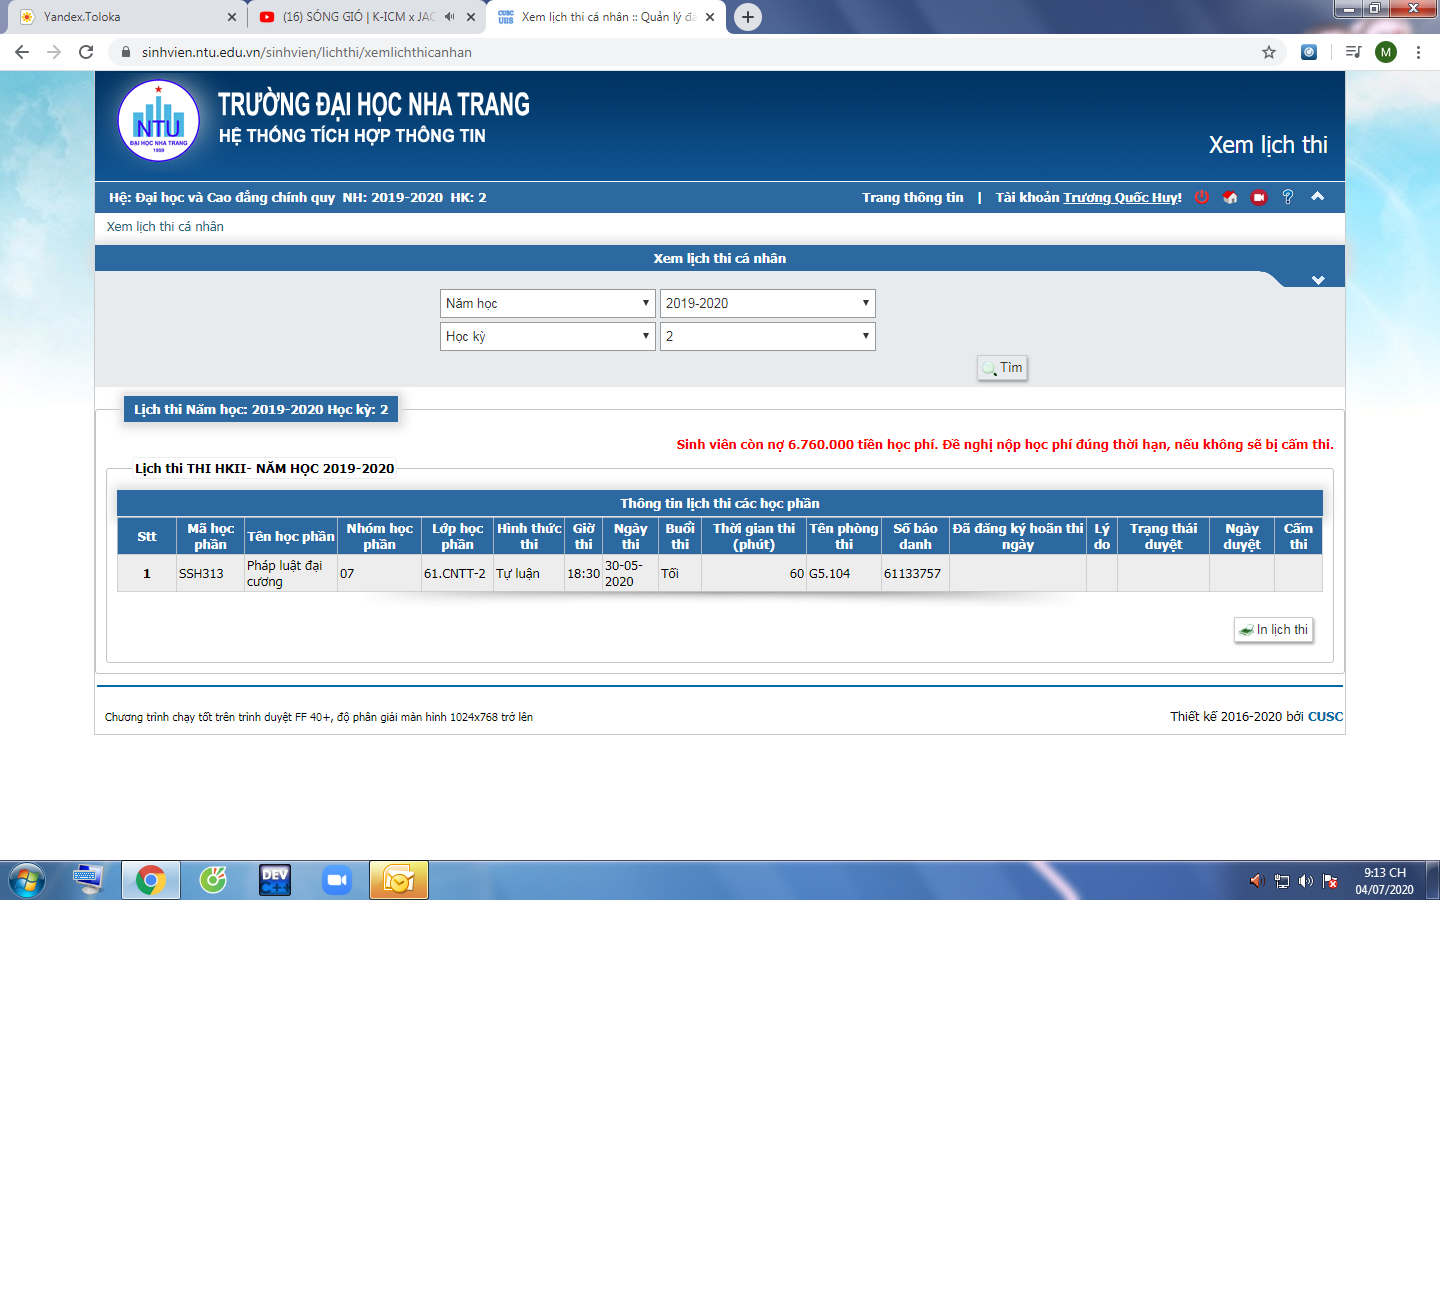 Yandex.Toloka
(16) SÓNG GIÓ | K-ICM x JAC
CUSC UIIS
Xem lịch thi cá nhân :: Quản lý đà
sinhvien.ntu.edu.vn/sinhvien/lichthi/xemlichthicanhan
M
NTU
ĐẠI HỌC NHA TRANG
1959
TRƯỜNG ĐẠI HỌC NHA TRANG
HỆ THỐNG TÍCH HỢP THÔNG TIN
Xem lịch thi
Hệ: Đại học và Cao đẳng chính quy NH: 2019-2020 HK: 2
Trang thông tin | Tài khoản Trương Quốc Huy!
Xem lịch thi cá nhân
Xem lịch thi cá nhân
Năm học 2019-2020
Học kỳ 2
Tìm
Lịch thi Năm học: 2019-2020 Học kỳ: 2
Sinh viên còn nợ 6.760.000 tiền học phí. Đề nghị nộp học phí đúng thời hạn, nếu không sẽ bị cấm thi.
Lịch thi THI HKII- NĂM HỌC 2019-2020
Thông tin lịch thi các học phần
Stt Mã học phần Tên học phần Nhóm học phần Lớp học phần Hình thức thi Giờ thi Ngày thi Buổi thi Thời gian thi (phút) Tên phòng thi Số báo danh Đã đăng ký hoãn thi ngày Lý do Trạng thái duyệt Ngày duyệt Cấm thi
1 SSH313 Pháp luật đại cương 07 61.CNTT-2 Tự luận 18:30 30-05-2020 Tối 60 G5.104 61133757
In lịch thi
Chương trình chạy tốt trên trình duyệt FF 40+, độ phân giải màn hình 1024x768 trở lên
Thiết kế 2016-2020 bởi CUSC
DEV C++
9:13 CH
04/07/2020